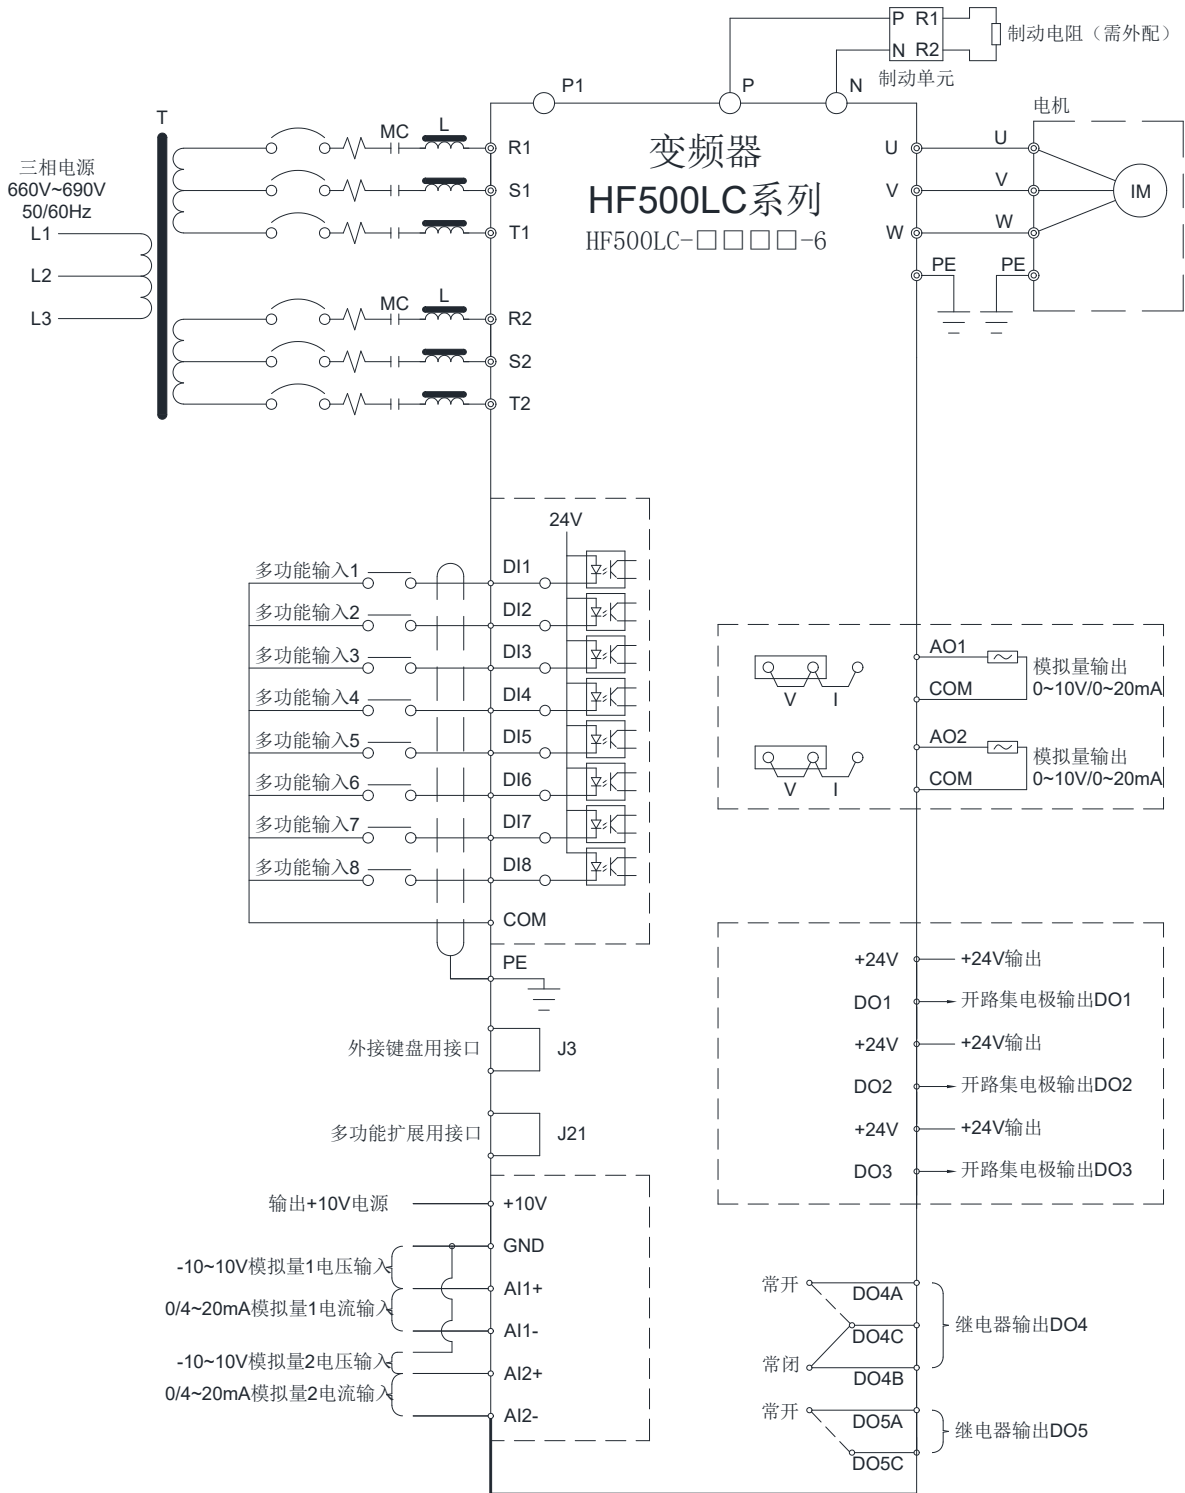 P R1
N R2
制动电阻（需外配）
制动单元
P1
P
N
T
三相电源
660V~690V
50/60Hz
L1
L2
L3
MC
L
R1
S1
T1
MC
L
R2
S2
T2
变频器
HF500LC系列
HF500LC-□□□□-6
U
V
W
PE
电机
U
V
W
PE
IM
24V
多功能输入1
DI1
多功能输入2
DI2
多功能输入3
DI3
多功能输入4
DI4
多功能输入5
DI5
多功能输入6
DI6
多功能输入7
DI7
多功能输入8
DI8
COM
PE
外接键盘用接口
J3
多功能扩展用接口
J21
输出+10V电源
+10V
GND
-10~10V模拟量1电压输入
AI1+
0/4~20mA模拟量1电流输入
AI1-
-10~10V模拟量2电压输入
AI2+
0/4~20mA模拟量2电流输入
AI2-
V I
AO1
COM
模拟量输出
0~10V/0~20mA
V I
AO2
COM
模拟量输出
0~10V/0~20mA
+24V
+24V输出
DO1
开路集电极输出DO1
+24V
+24V输出
DO2
开路集电极输出DO2
+24V
+24V输出
DO3
开路集电极输出DO3
常开
DO4A
DO4C
继电器输出DO4
常闭
DO4B
常开
DO5A
继电器输出DO5
DO5C